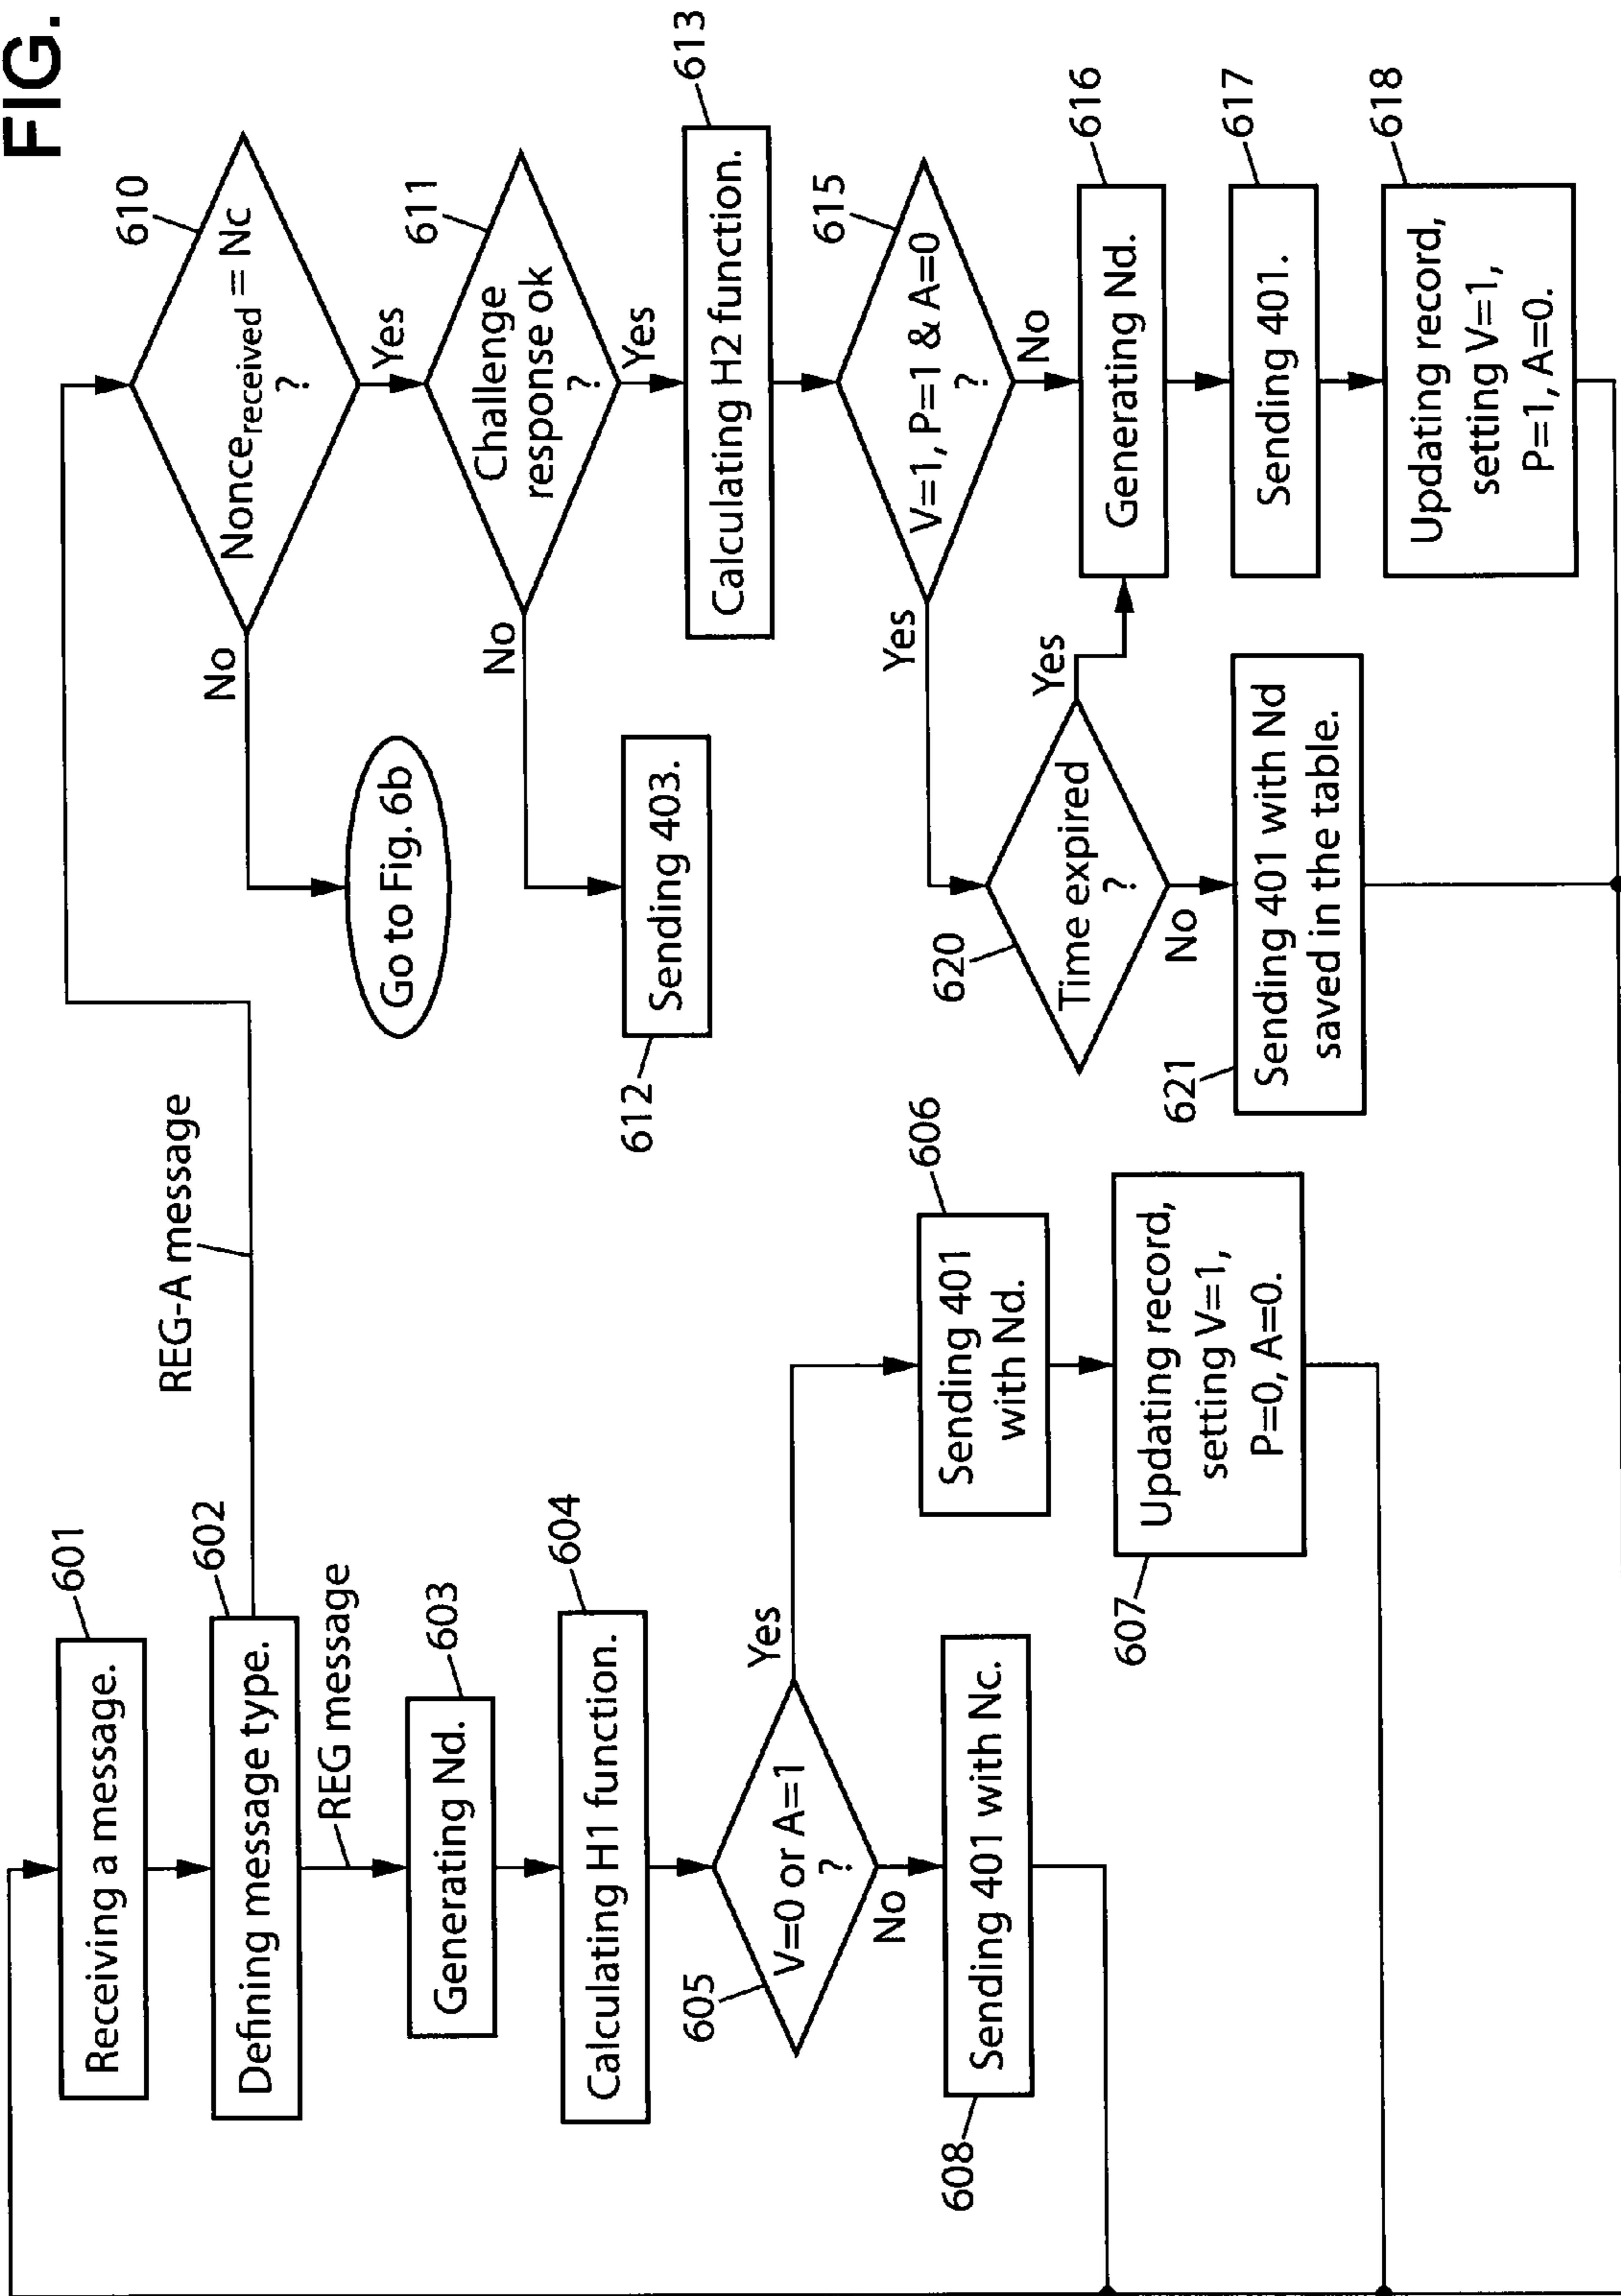 FIG.
601
Receiving a message.
602
Defining message type.
REG-A message
REG message
603
Generating Nd.
604
Calculating H1 function.
605
V=0 or A=1
?
Yes
No
606
Sending 401
with Nd.
607
Updating record,
setting V=1,
P=0, A=0.
608
Sending 401 with Nc.
610
Nonce received = Nc
?
No
Yes
Go to Fig. 6b
611
Challenge
response ok
?
No
Yes
612
Sending 403.
613
Calculating H2 function.
615
V=1, P=1 & A=0
?
Yes
No
620
Time expired
?
Yes
No
616
Generating Nd.
617
Sending 401.
618
Updating record,
setting V=1,
P=1, A=0.
621
Sending 401 with Nd
saved in the table.